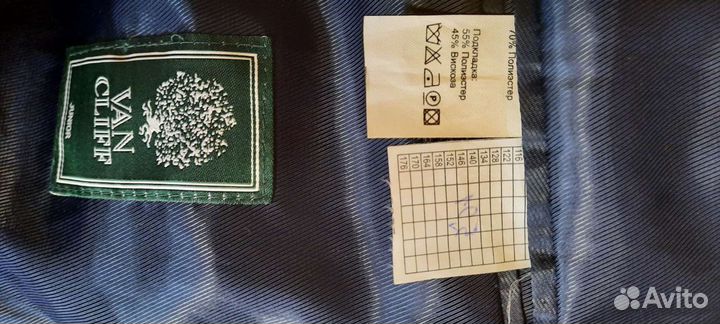 VAN
CLIFF
JUNIOR
70% Полиэстер
Подкладка:
55% Полиэстер
45% Вискоза
116
122
128
134
140
146
152
158
164
170
176
Avito